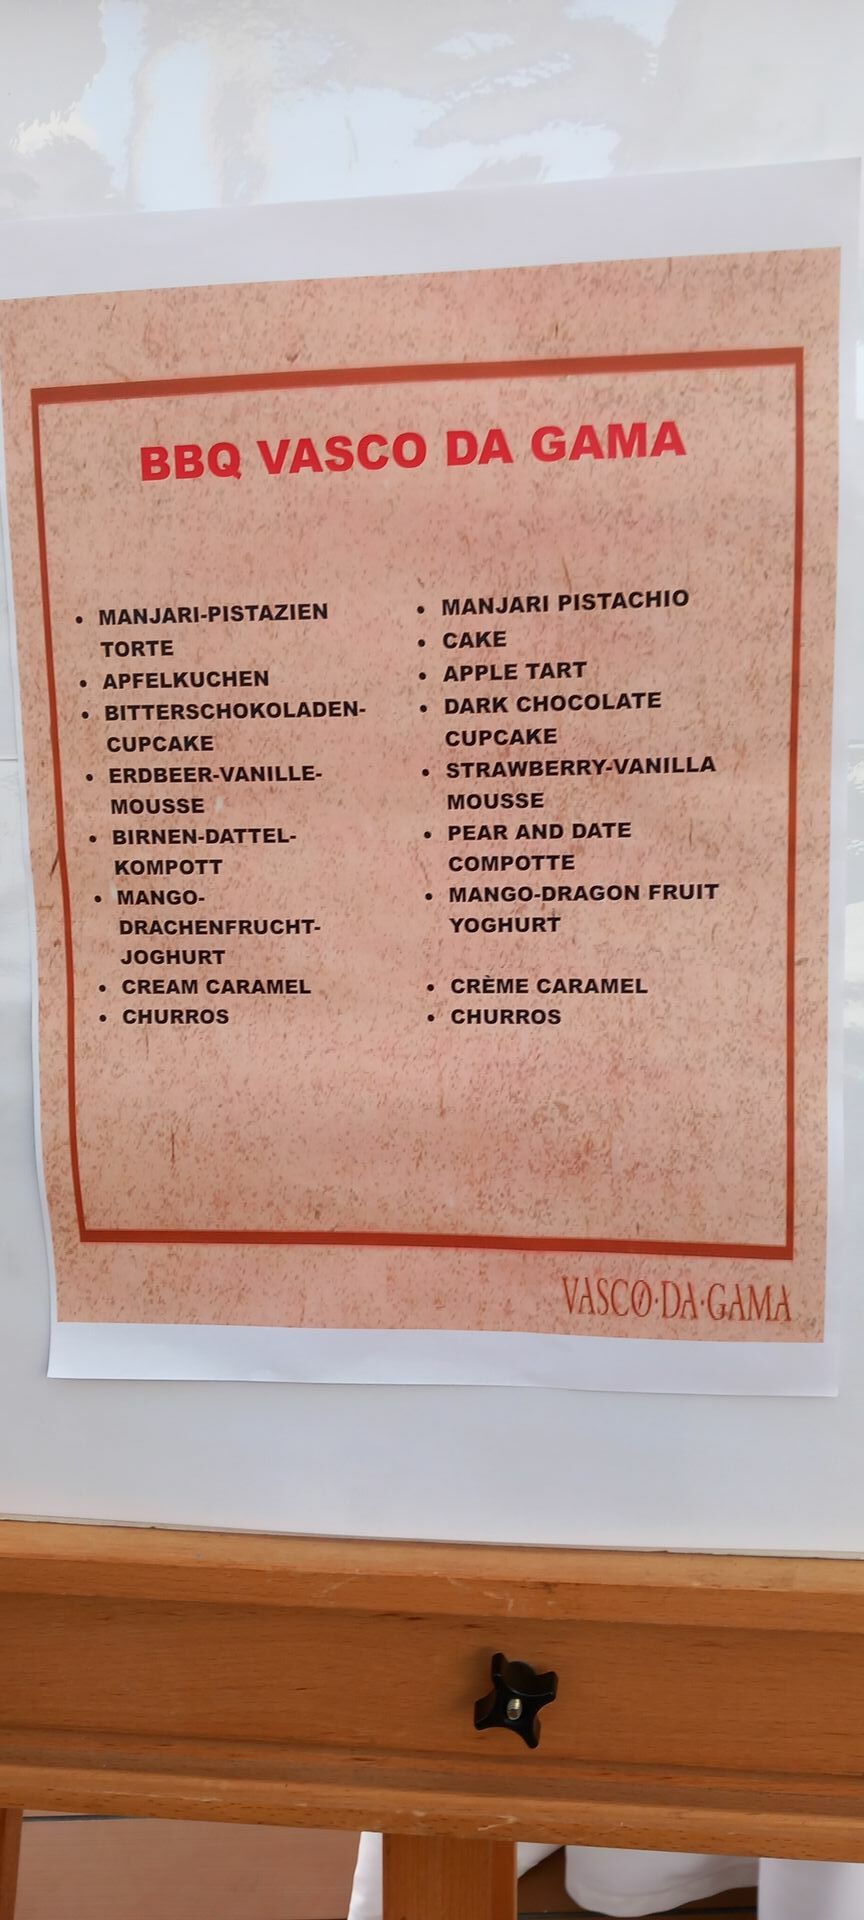 BBQ VASCO DA GAMA
• MANJARI-PISTAZIEN
TORTE
• APFELKUCHEN
• BITTERSCHOKOLADEN-
CUPCAKE
• ERDBEER-VANILLE-
MOUSSE
• BIRNEN-DATTEL-
KOMPOTT
• MANGO-
DRACHENFRUCHT-
JOGHURT
• CREAM CARAMEL
• CHURROS
• MANJARI PISTACHIO
• CAKE
• APPLE TART
• DARK CHOCOLATE
CUPCAKE
• STRAWBERRY-VANILLA
MOUSSE
• PEAR AND DATE
COMPOTTE
• MANGO-DRAGON FRUIT
YOGHURT
• CRÈME CARAMEL
• CHURROS
VASCO·DA·GAMA